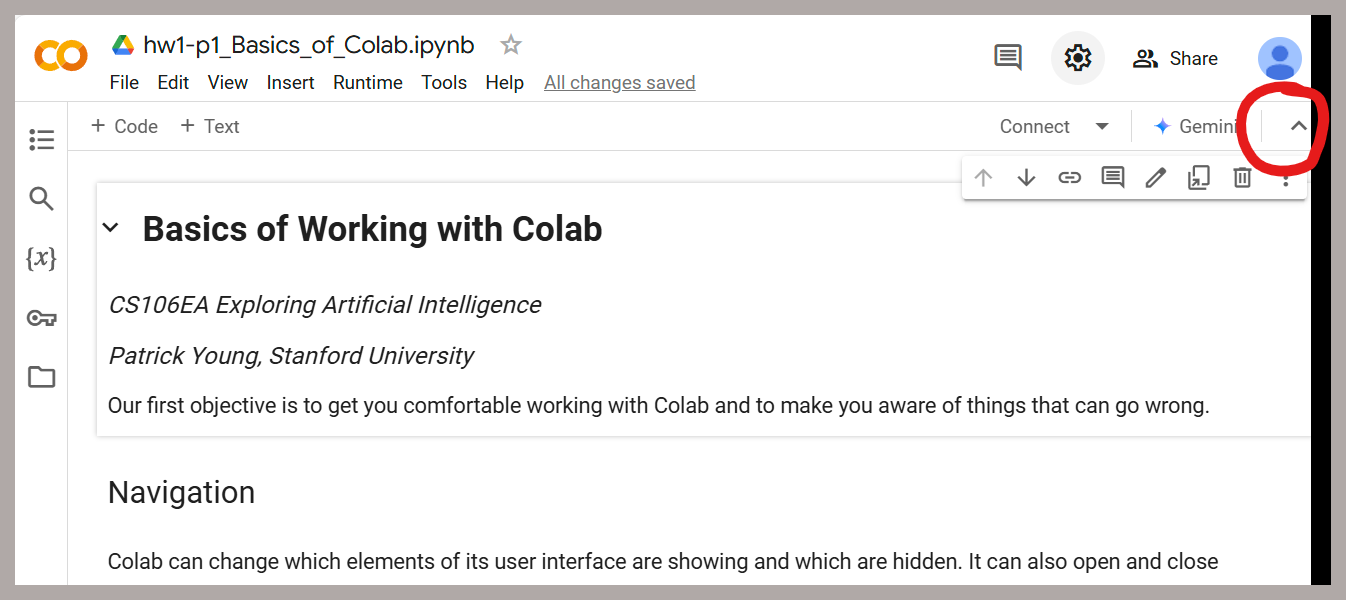 hw1-p1_Basics_of_Colab.ipynb
File Edit View Insert Runtime Tools Help All changes saved
Share
+ Code + Text
Connect
Gemini
{x}
Basics of Working with Colab
CS106EA Exploring Artificial Intelligence
Patrick Young, Stanford University
Our first objective is to get you comfortable working with Colab and to make you aware of things that can go wrong.
Navigation
Colab can change which elements of its user interface are showing and which are hidden. It can also open and close